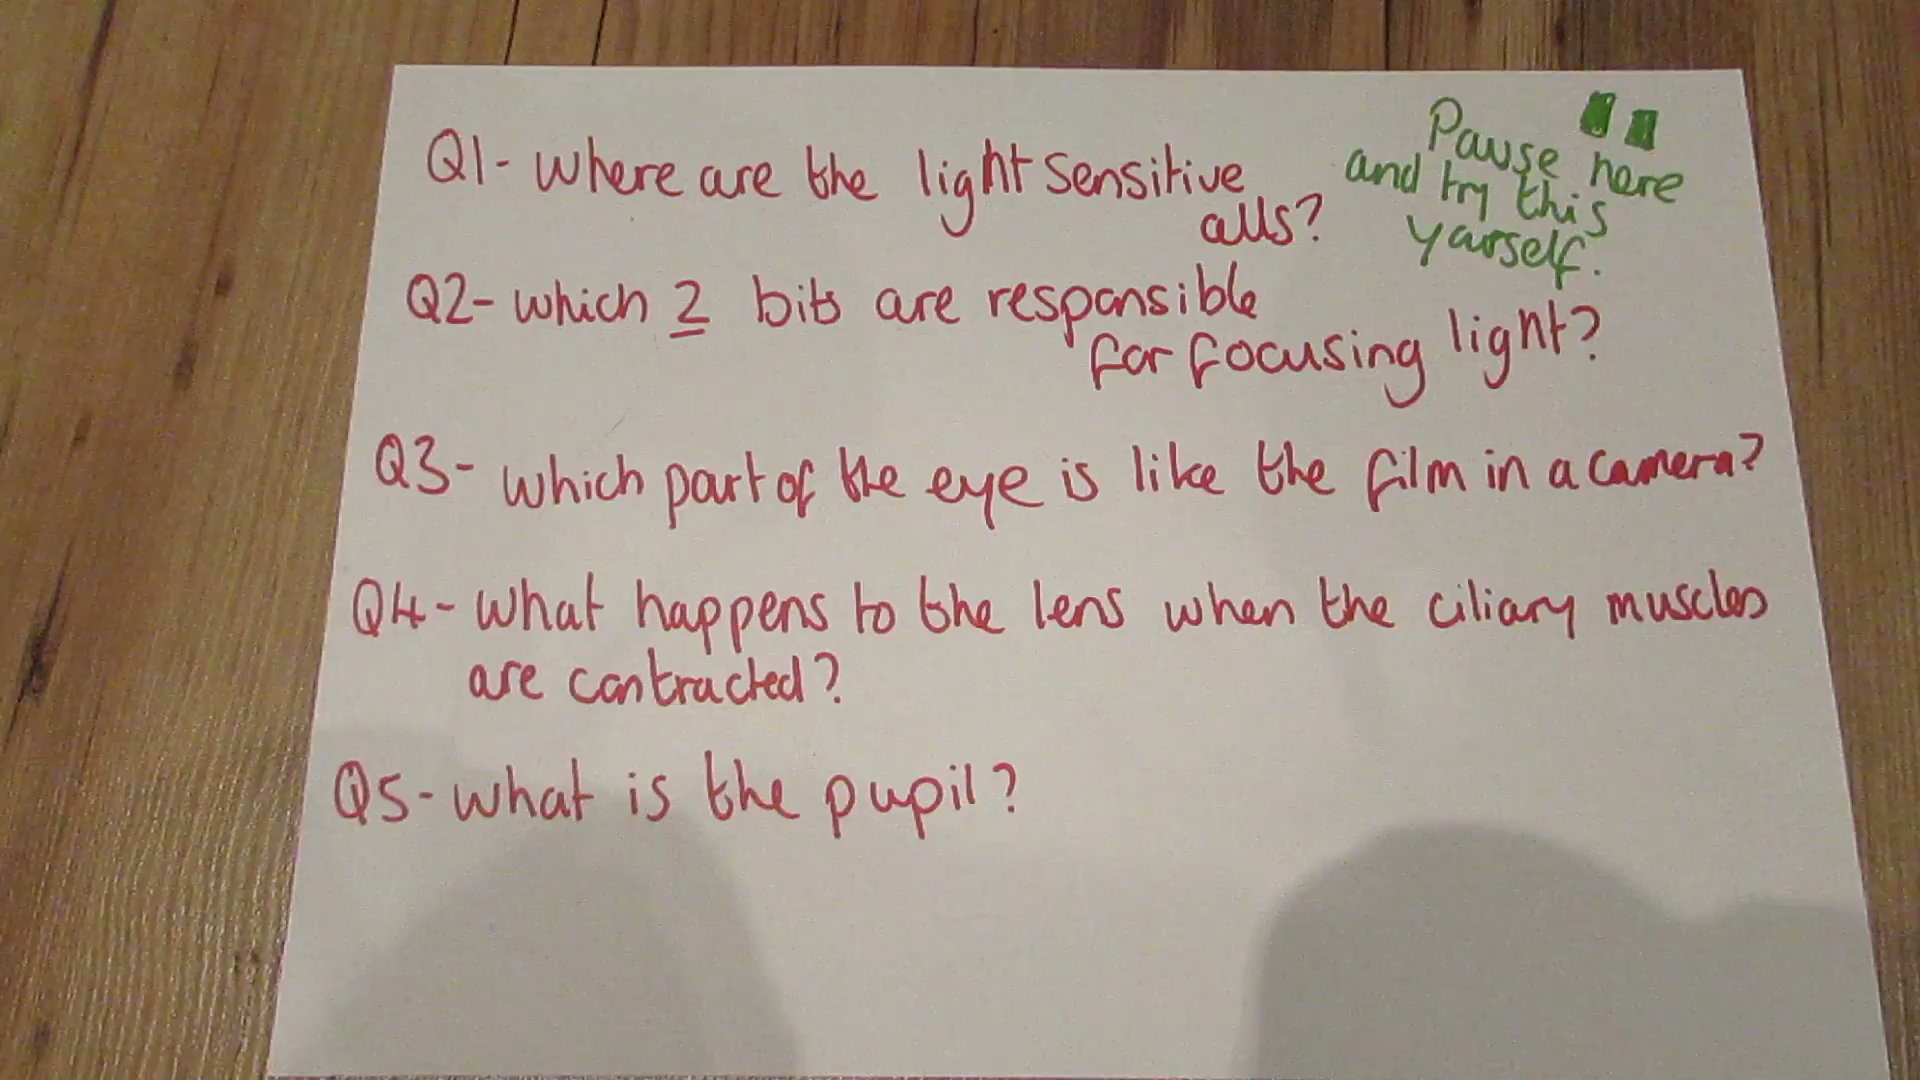 Q1- where are the light sensitive
cells?
Pause here
and try this
yourself.
Q2- which 2 bits are responsible
for focusing light?
Q3- which part of the eye is like the film in a camera?
Q4- what happens to the lens when the ciliary muscles
are contracted?
Q5- what is the pupil?